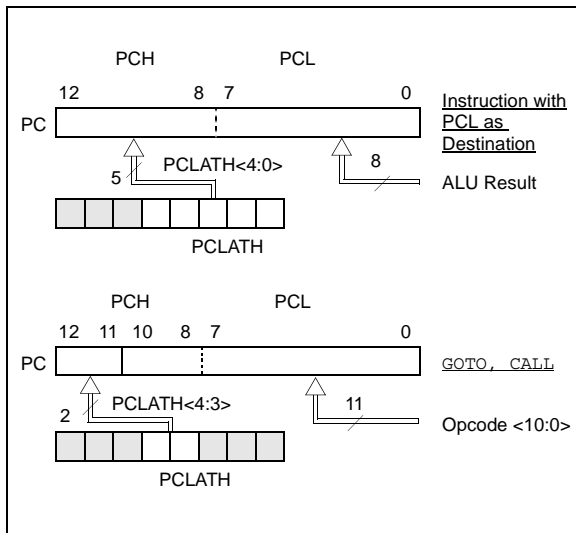 PCH PCL
12 8 7 0
Instruction with
PCL as
Destination
PC
5 PCLATH<4:0> 8
ALU Result
PCLATH
PCH PCL
12 11 10 8 7 0
PC GOTO, CALL
2 PCLATH<4:3> 11
Opcode <10:0>
PCLATH